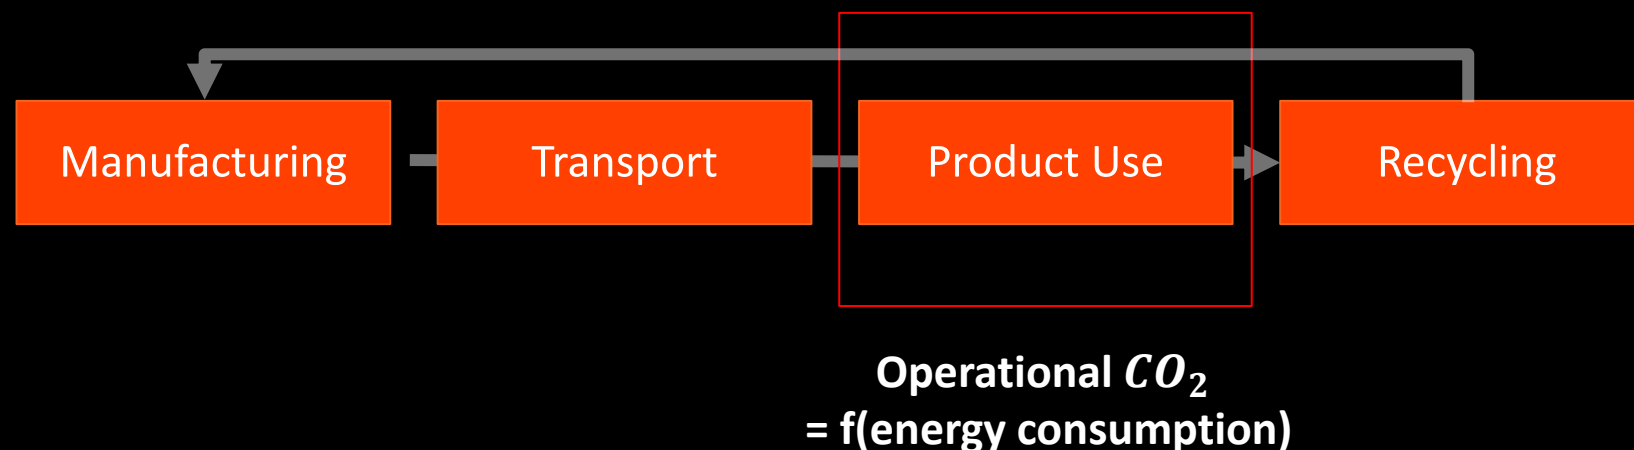 Manufacturing
Transport
Product Use
Recycling
Operational 𝑪𝑶₂
= f(energy consumption)